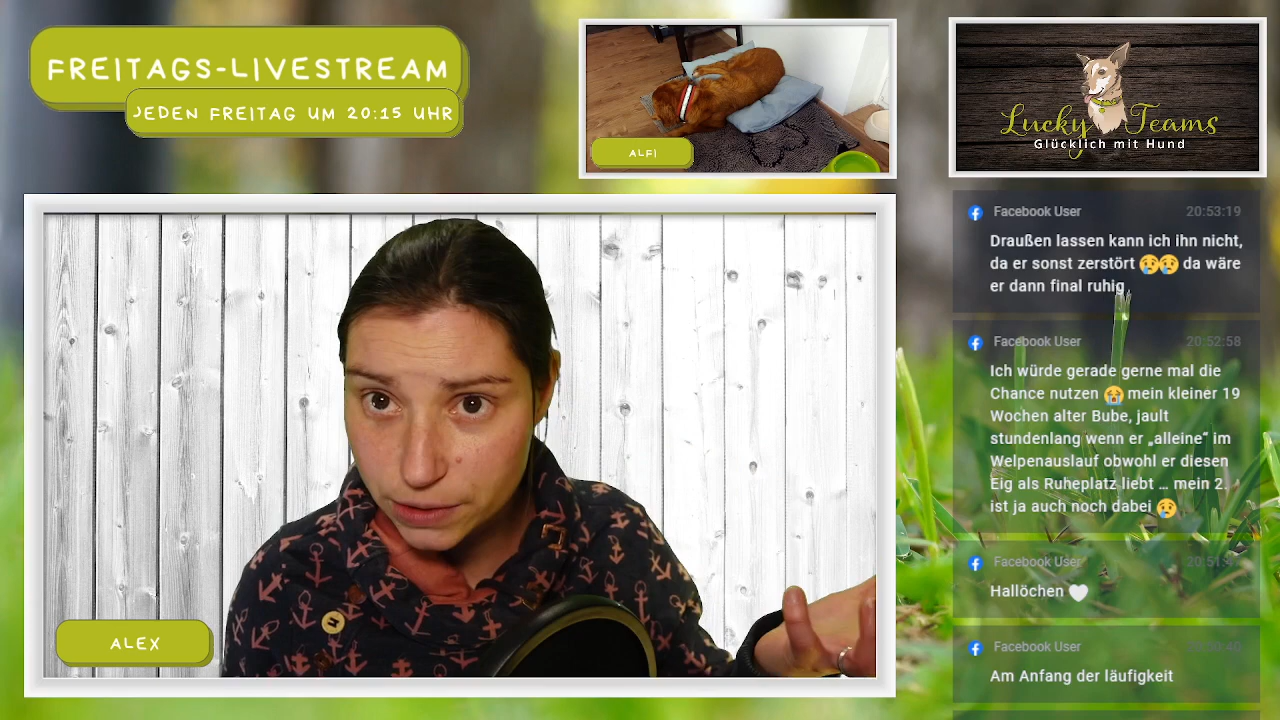 FREITAGS-LIVESTREAM
JEDEN FREITAG UM 20:15 UHR
ALFI
Lucky Teams
Glücklich mit Hund
Facebook User 20:53:19
Draußen lassen kann ich ihn nicht,
da er sonst zerstört 😢😢 da wäre
er dann final ruhig
Facebook User 20:52:58
Ich würde gerade gerne mal die
Chance nutzen 😭 mein kleiner 19
Wochen alter Bube, jault
stundenlang wenn er „alleine“ im
Welpenauslauf obwohl er diesen
Eig als Ruheplatz liebt … mein 2.
ist ja auch noch dabei 😢
Facebook User
Hallöchen 🤍
Facebook User
Am Anfang der läufigkeit
ALEX